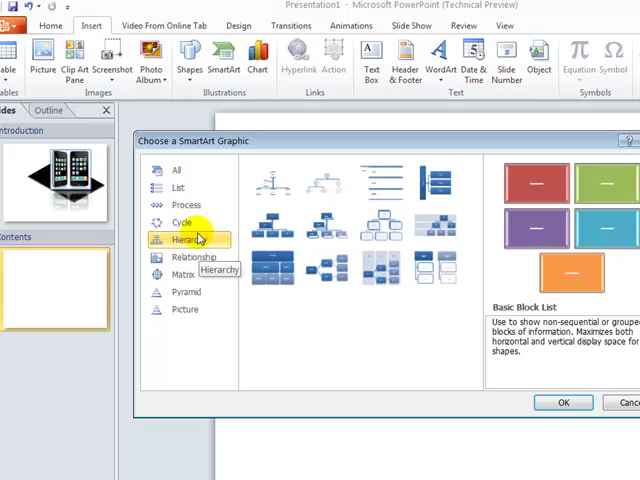 Presentation1 - Microsoft PowerPoint (Technical Preview)
Home Insert Video From Online Tab Design Transitions Animations Slide Show Review View
Picture Clip Art Pane Screenshot Photo Album Shapes SmartArt Chart Hyperlink Action Text Box Header & Footer WordArt Date & Time Slide Number Object Equation Symbol
Images Illustrations Links Text Symbols
Outline
Choose a SmartArt Graphic
All
List
Process
Cycle
Hierarchy
Relationship
Hierarchy
Matrix
Pyramid
Picture
Basic Block List
Use to show non-sequential or grouped
blocks of information. Maximizes both
horizontal and vertical display space for
shapes.
OK